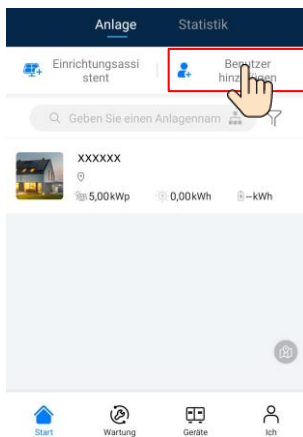 Anlage Statistik
Einrichtungsassi
stent
Benutzer
hinzufügen
Geben Sie einen Anlagennam
XXXXXX
5,00kWp 0,00kWh --kWh
Start Wartung Geräte Ich